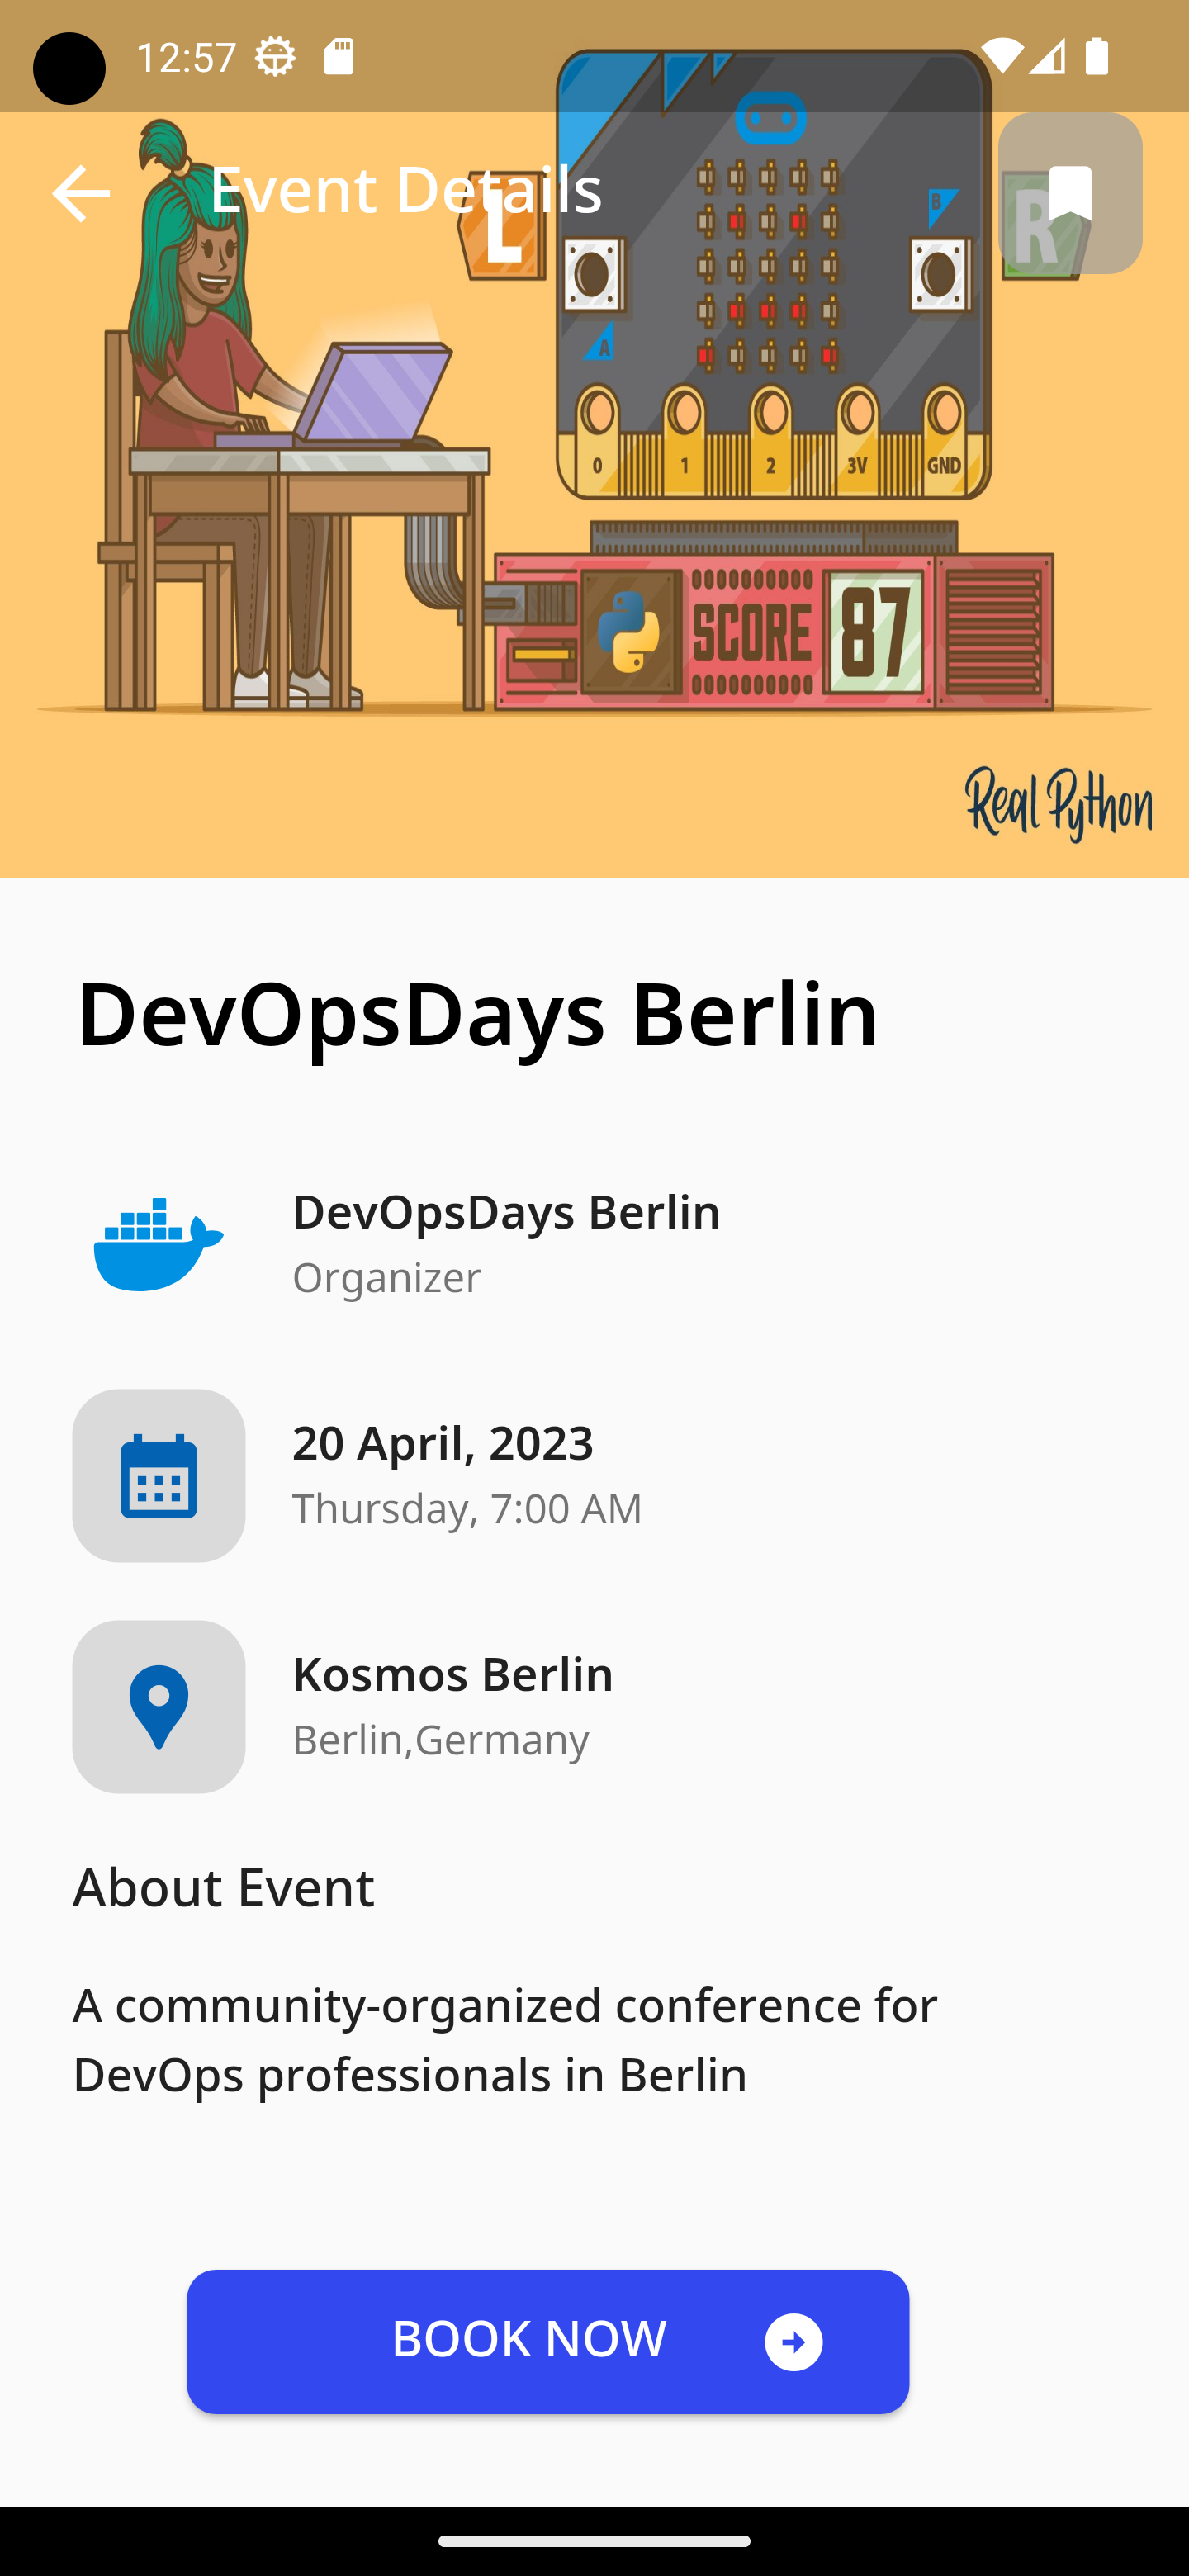 12:57
Event Details
L
R
B
A
0 1 2 3V GND
SCORE 87
Real Python
DevOpsDays Berlin
DevOpsDays Berlin
Organizer
20 April, 2023
Thursday, 7:00 AM
Kosmos Berlin
Berlin,Germany
About Event
A community-organized conference for
DevOps professionals in Berlin
BOOK NOW